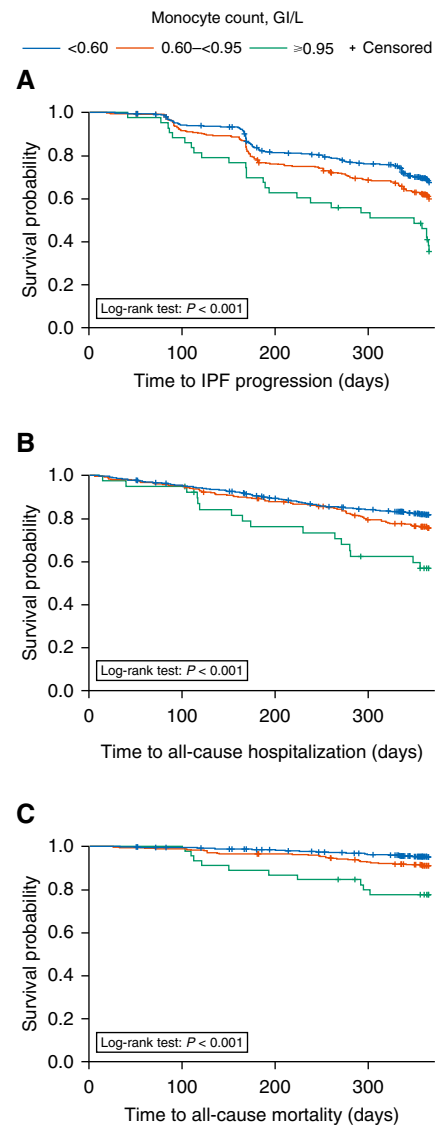 Monocyte count, GI/L
<0.60 0.60–<0.95 ≥0.95 + Censored
A
Survival probability
1.0
0.8
0.6
0.4
0.2
0.0
Log-rank test: P < 0.001
0 100 200 300
Time to IPF progression (days)
B
Survival probability
1.0
0.8
0.6
0.4
0.2
0.0
Log-rank test: P < 0.001
0 100 200 300
Time to all-cause hospitalization (days)
C
Survival probability
1.0
0.8
0.6
0.4
0.2
0.0
Log-rank test: P < 0.001
0 100 200 300
Time to all-cause mortality (days)